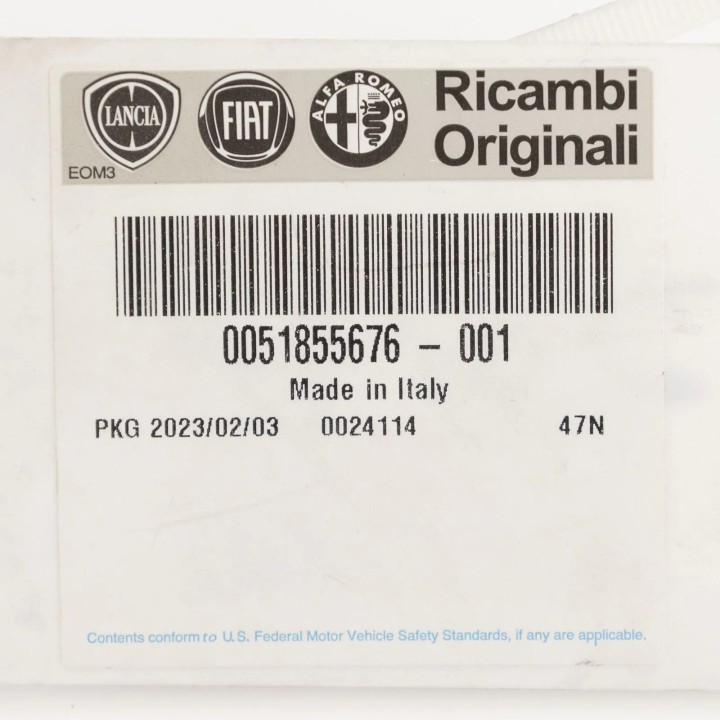 LANCIA
FIAT
ALFA ROMEO
Ricambi
Originali
EOM3
0051855676 - 001
Made in Italy
PKG 2023/02/03 0024114 47N
Contents conform to U.S. Federal Motor Vehicle Safety Standards, if any are applicable.